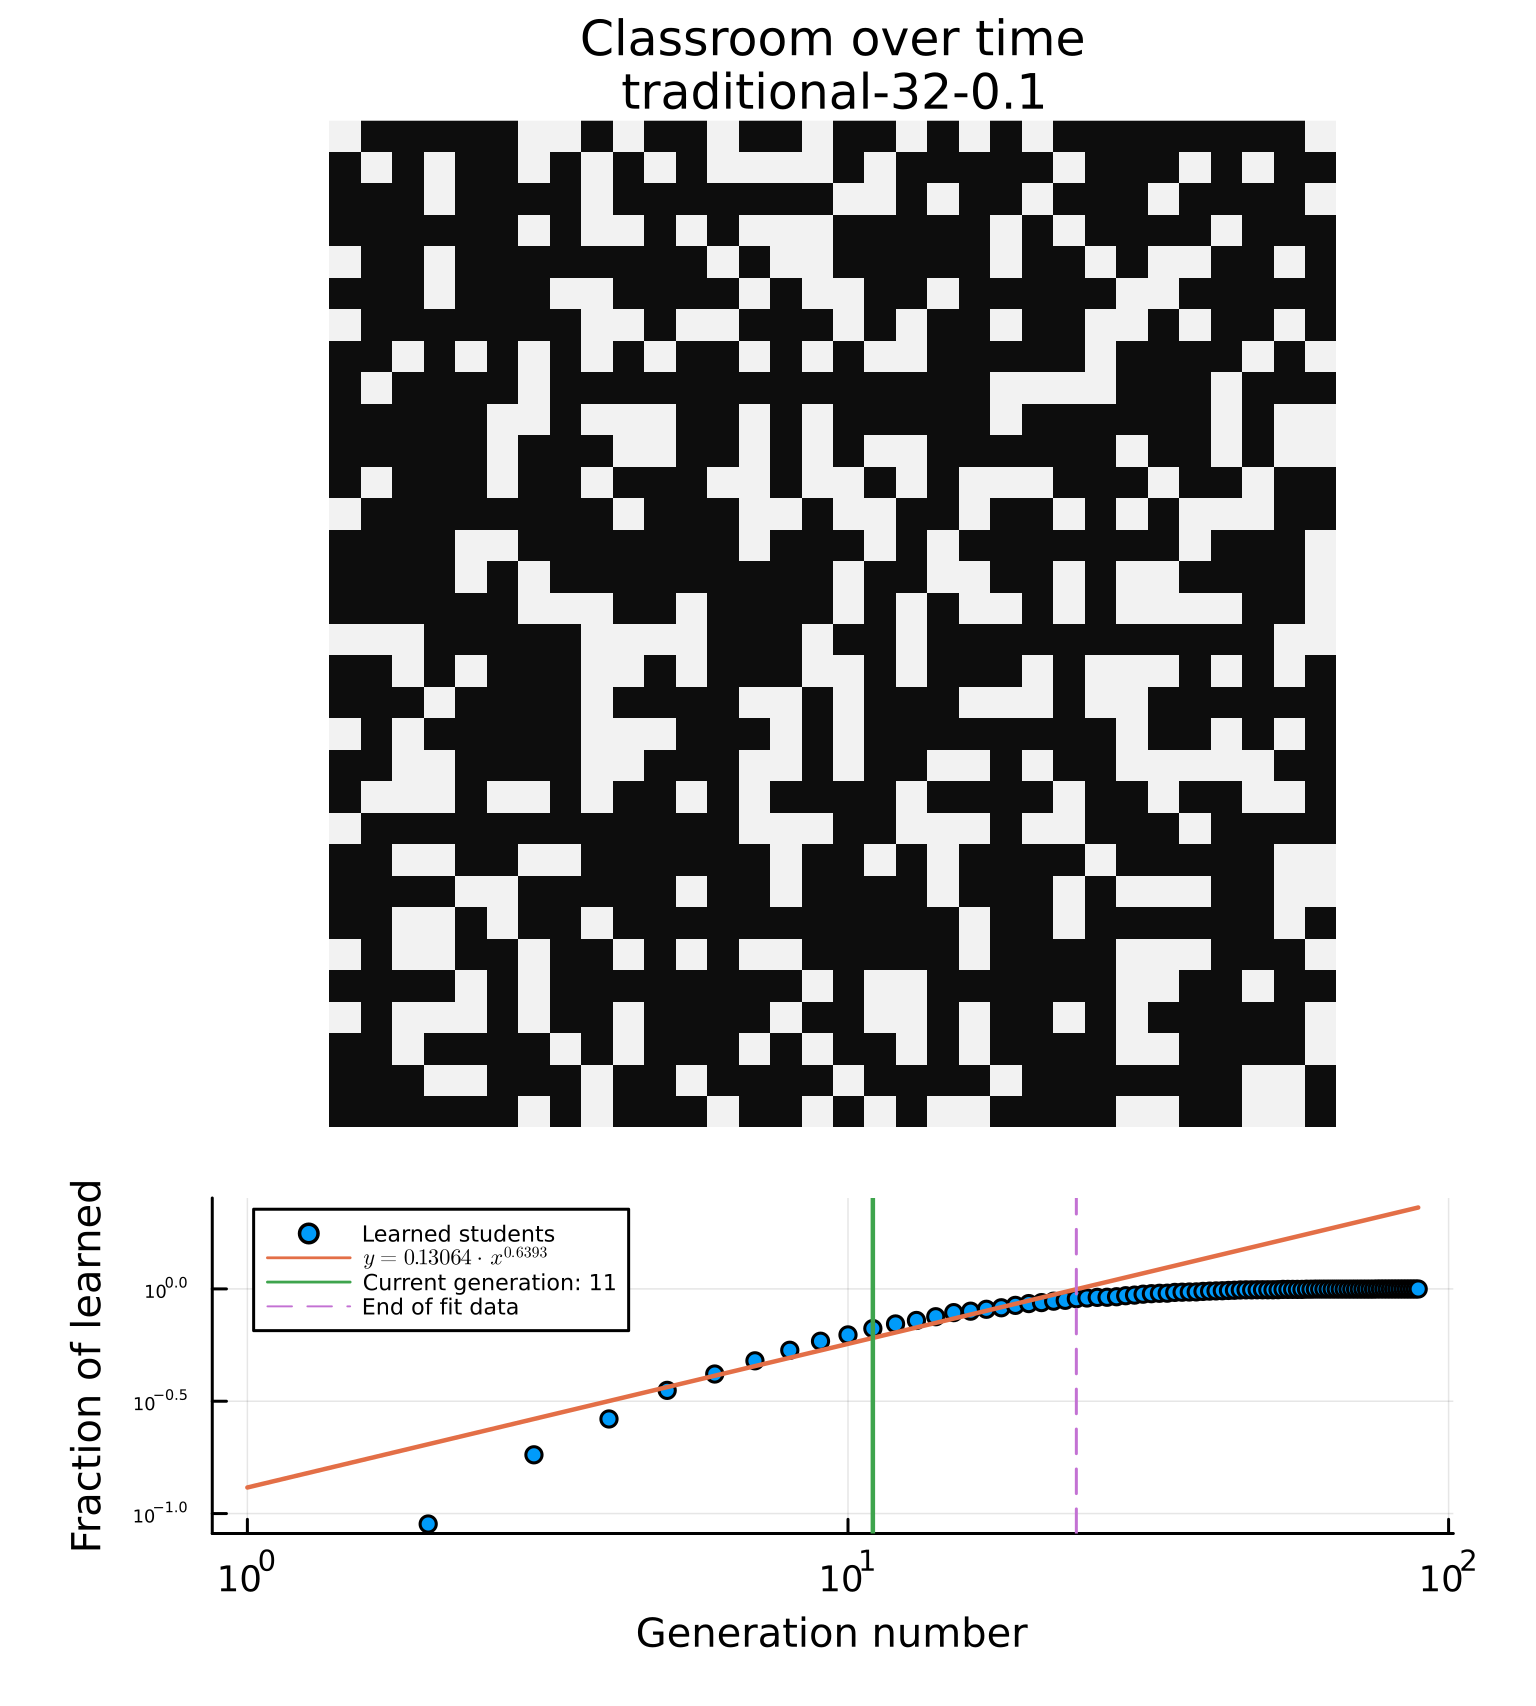 Classroom over time
traditional-32-0.1
Fraction of learned
Learned students
y = 0.13064 · x^0.6393
Current generation: 11
End of fit data
10^0.0
10^−0.5
10^−1.0
10^0 10^1 10^2
Generation number